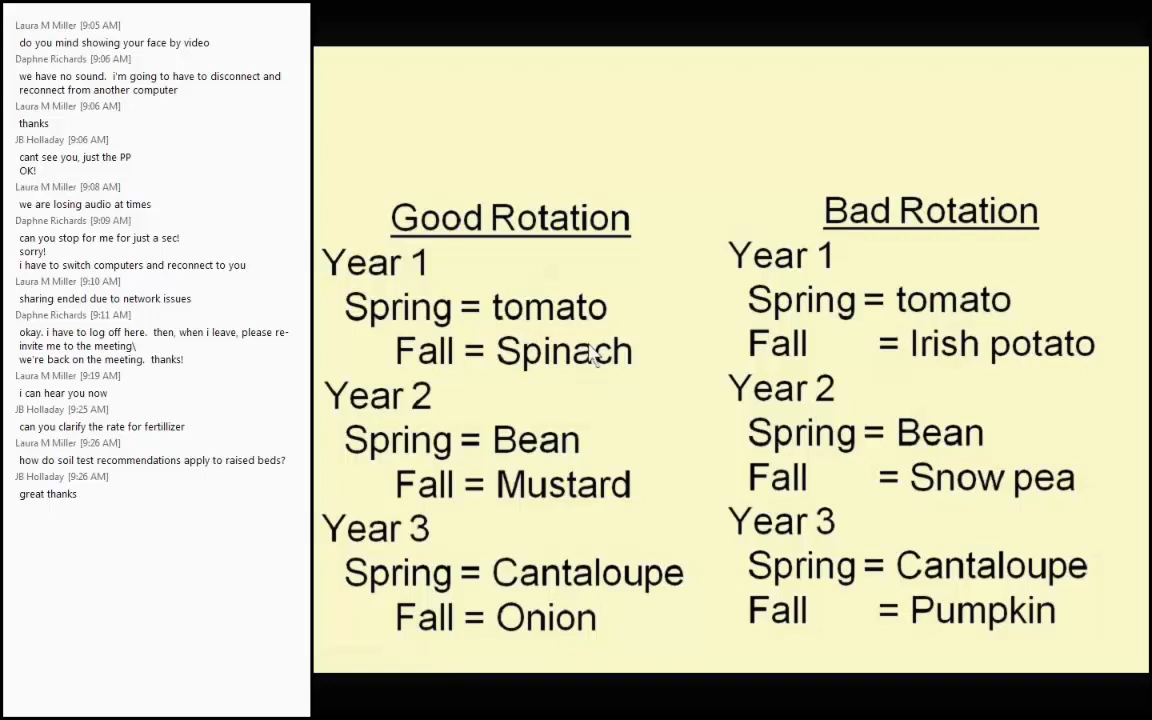 Laura M Miller [9:05 AM]
do you mind showing your face by video
Daphne Richards [9:06 AM]
we have no sound.  i'm going to have to disconnect and
reconnect from another computer
Laura M Miller [9:06 AM]
thanks
JB Holladay [9:06 AM]
cant see you, just the PP
OK!
Laura M Miller [9:08 AM]
we are losing audio at times
Daphne Richards [9:09 AM]
can you stop for me for just a sec!
sorry!
i have to switch computers and reconnect to you
Laura M Miller [9:10 AM]
sharing ended due to network issues
Daphne Richards [9:11 AM]
okay. i have to log off here.  then, when i leave, please re-
invite me to the meeting\
we're back on the meeting.  thanks!
Laura M Miller [9:19 AM]
i can hear you now
JB Holladay [9:25 AM]
can you clarify the rate for fertillizer
Laura M Miller [9:26 AM]
how do soil test recommendations apply to raised beds?
JB Holladay [9:26 AM]
great thanks
Good Rotation
Year 1
Spring = tomato
Fall = Spinach
Year 2
Spring = Bean
Fall = Mustard
Year 3
Spring = Cantaloupe
Fall = Onion
Bad Rotation
Year 1
Spring = tomato
Fall = Irish potato
Year 2
Spring = Bean
Fall = Snow pea
Year 3
Spring = Cantaloupe
Fall = Pumpkin